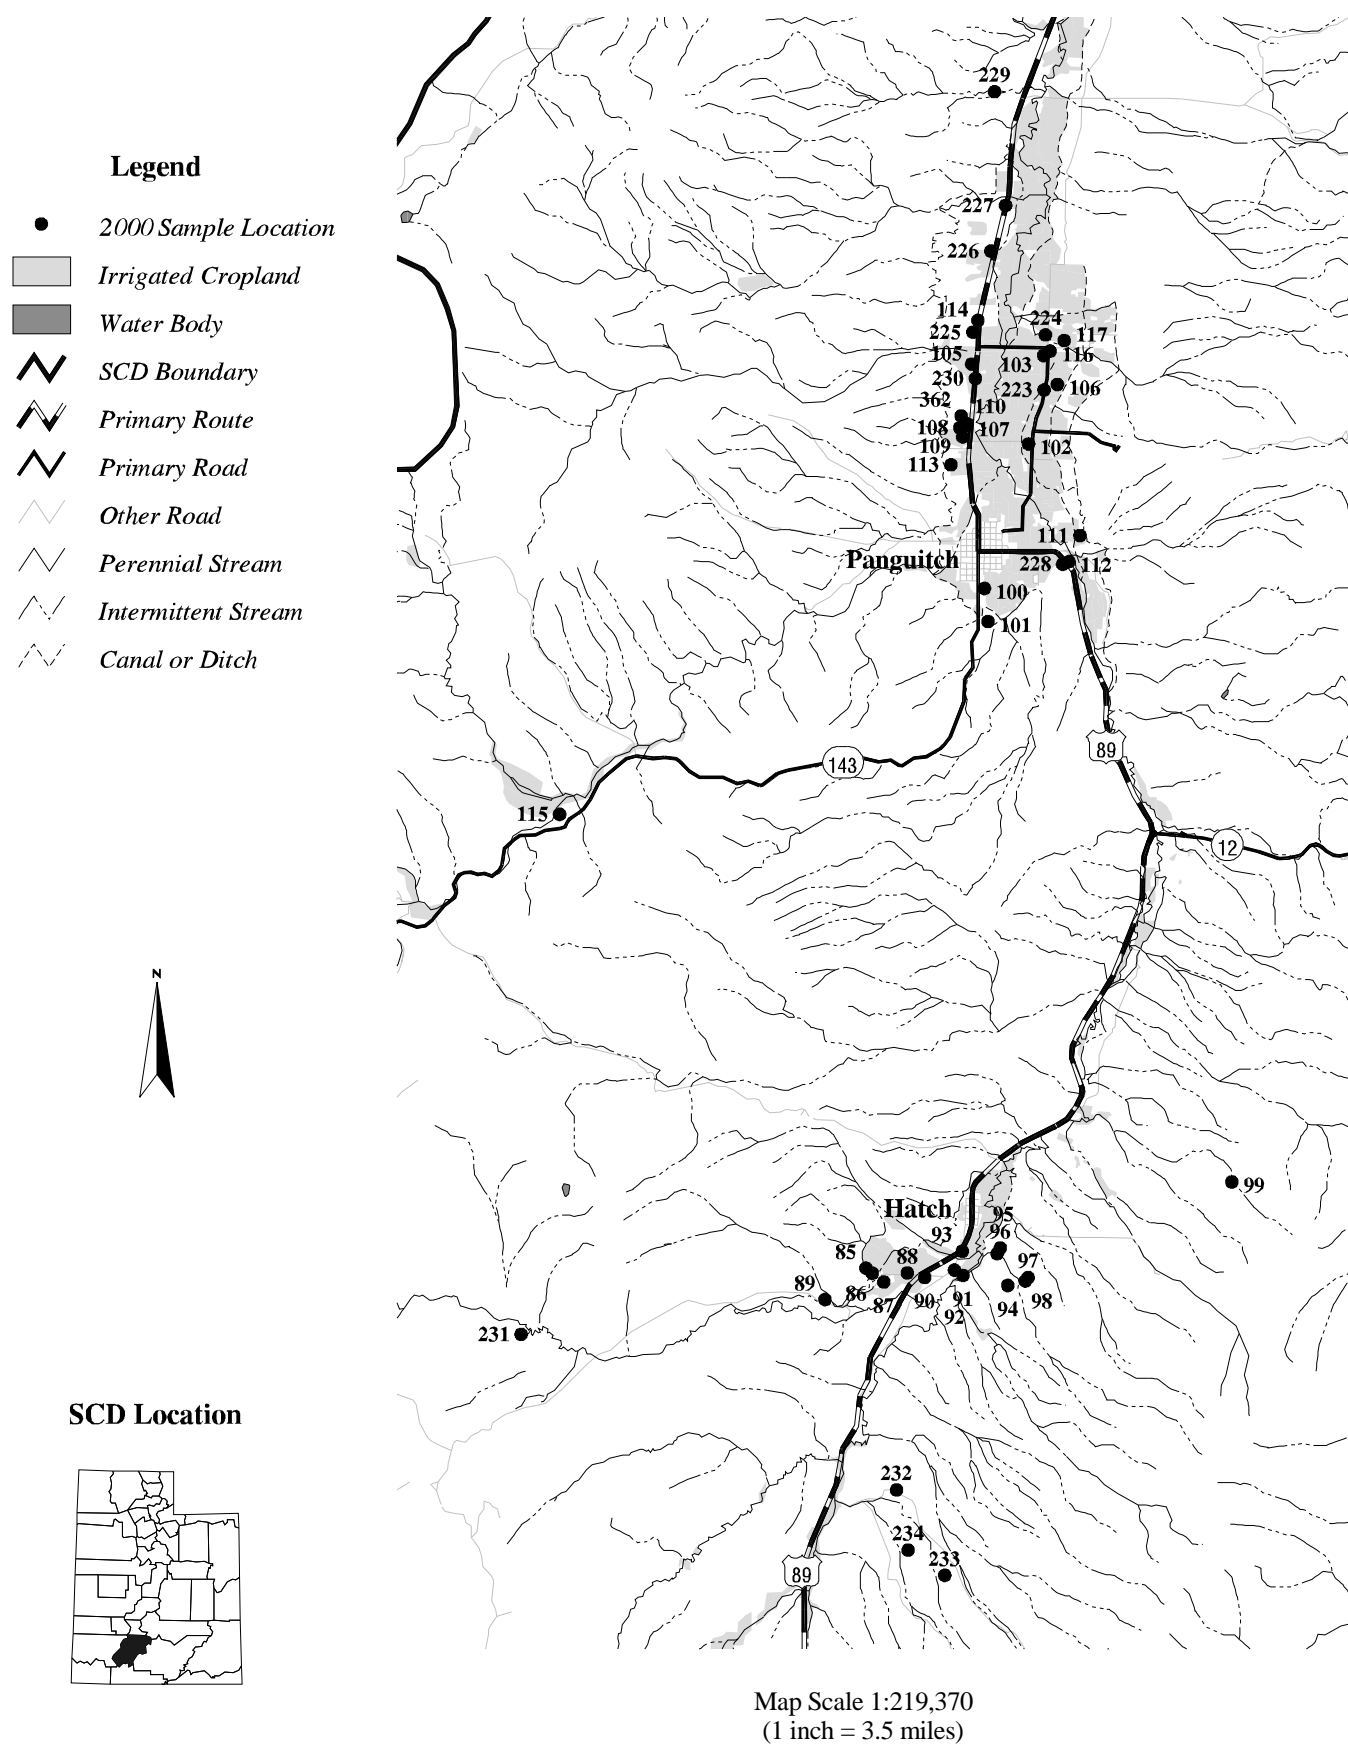 Legend
2000 Sample Location
Irrigated Cropland
Water Body
SCD Boundary
Primary Route
Primary Road
Other Road
Perennial Stream
Intermittent Stream
Canal or Ditch
N
SCD Location
229
227
226
114
224
225
117
105
103
116
230
223
106
362
110
108
107
109
102
113
111
Panguitch
228
112
100
101
89
143
115
12
99
Hatch
95
93
96
85
88
97
89
86
87
90
91
94
98
92
231
232
234
233
89
Map Scale 1:219,370
(1 inch = 3.5 miles)